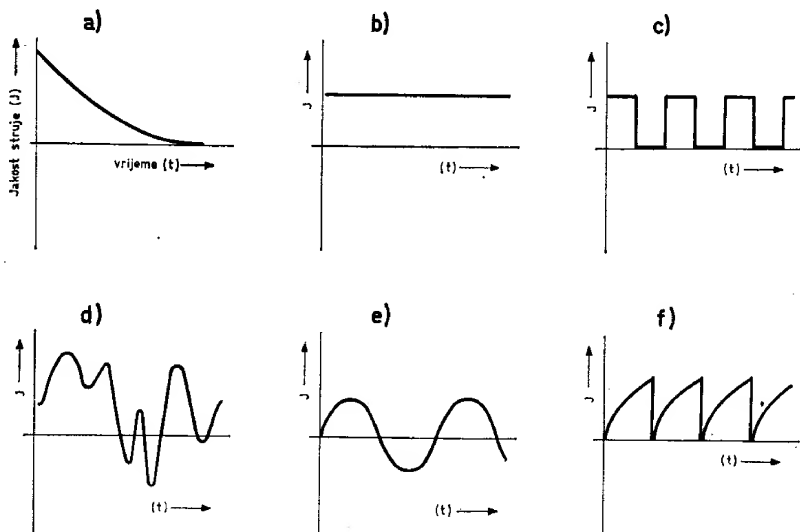 a)
Jakost struje (J)
vrijeme (t)
b)
J
(t)
c)
J
(t)
d)
J
(t)
e)
J
(t)
f)
J
(t)